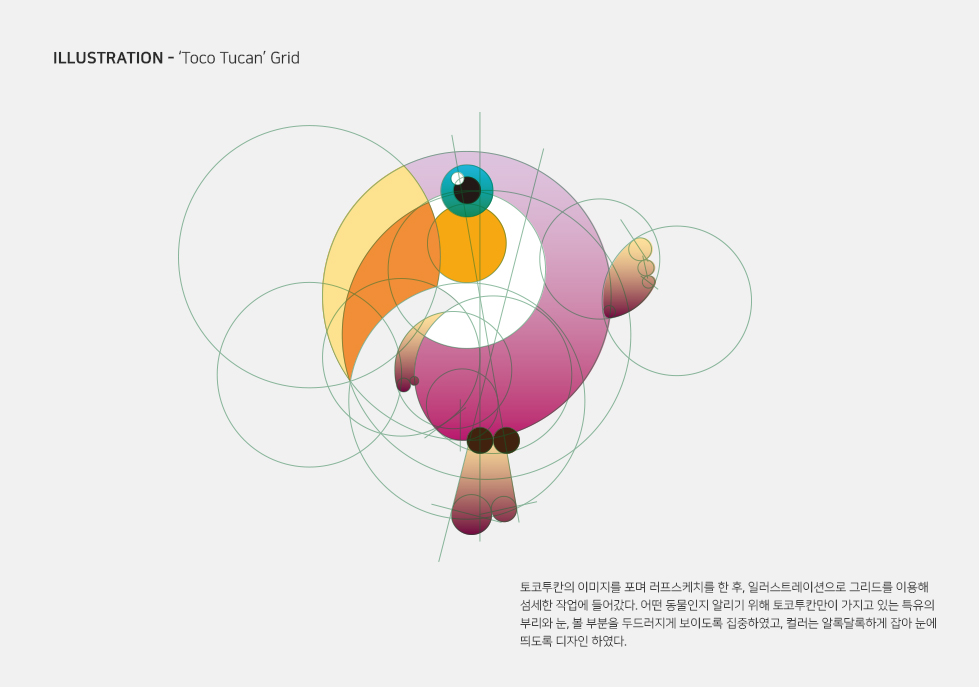 ILLUSTRATION - ‘Toco Tucan’ Grid
토코투칸의 이미지를 포며 러프스케치를 한 후, 일러스트레이션으로 그리드를 이용해
섬세한 작업에 들어갔다. 어떤 동물인지 알리기 위해 토코투칸만이 가지고 있는 특유의
부리와 눈, 볼 부분을 두드러지게 보이도록 집중하였고, 컬러는 알록달록하게 잡아 눈에
띄도록 디자인 하였다.